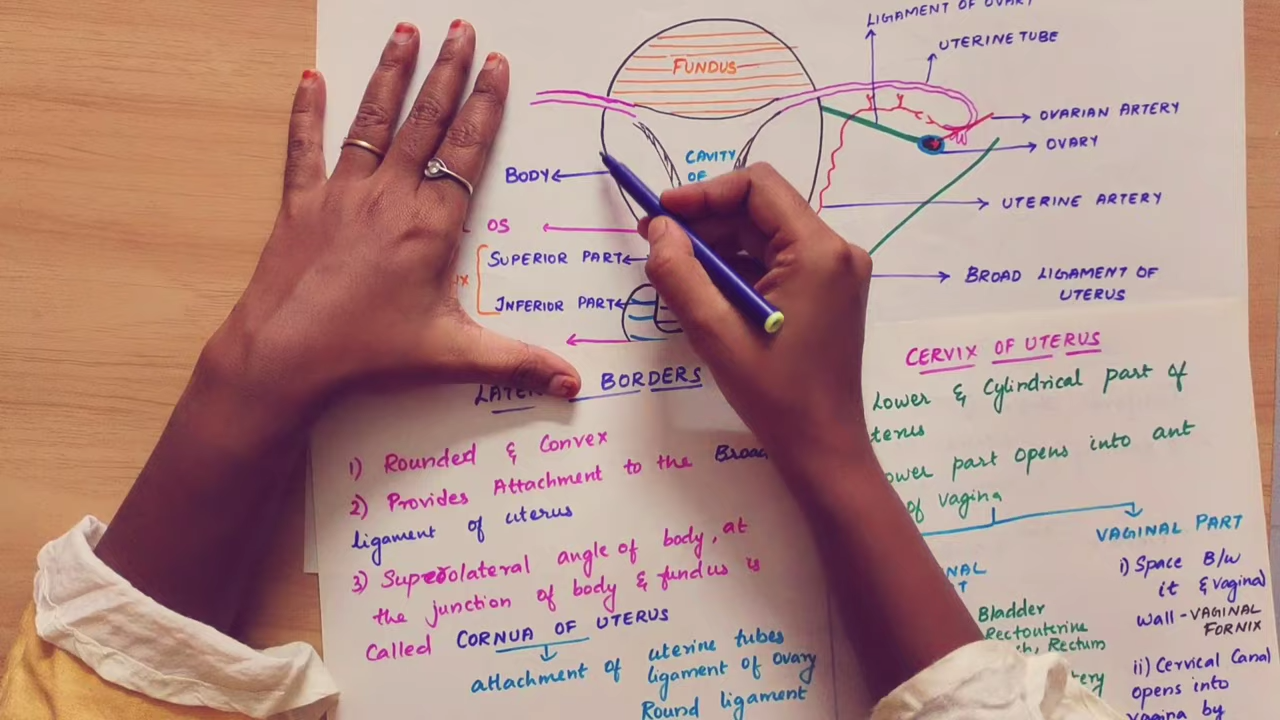 LIGAMENT OF OVARY
UTERINE TUBE
FUNDUS
OVARIAN ARTERY
OVARY
CAVITY
OF
BODY
UTERINE ARTERY
OS
SUPERIOR PART
INFERIOR PART
BROAD LIGAMENT OF
UTERUS
BORDERS
1) Rounded & Convex
2) Provides Attachment to the Broad
ligament of uterus
3) Superolateral angle of body, at
the junction of body & fundus is
Called CORNUA OF UTERUS
attachment of uterine tubes
ligament of ovary
Round ligament
CERVIX OF UTERUS
Lower & Cylindrical part of
part opens into ant
of vagina
VAGINAL PART
i) Space B/w
it & vaginal
wall - VAGINAL
FORNIX
ii) Cervical Canal
opens into
vagina by
Bladder
Rectouterine
Rectum